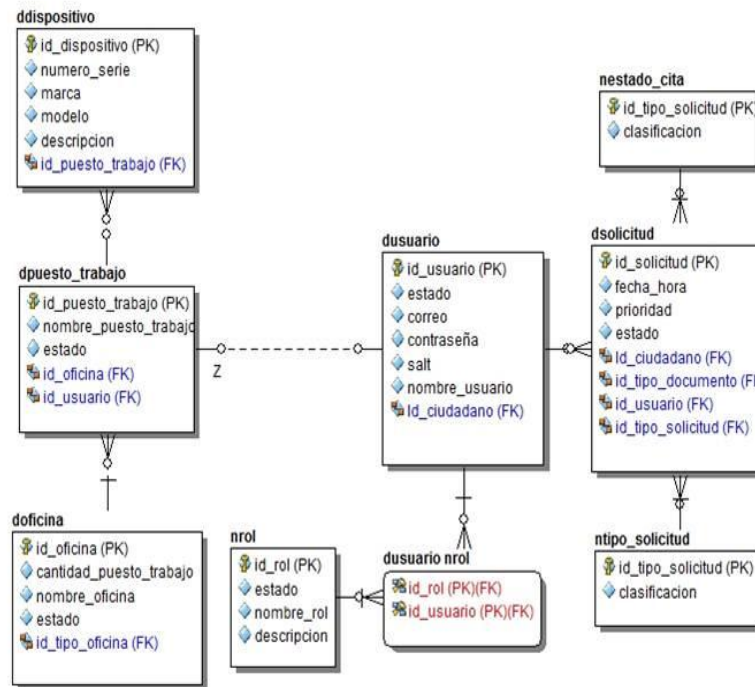 ddispositivo
id_dispositivo (PK)
numero_serie
marca
modelo
descripcion
id_puesto_trabajo (FK)
dpuesto_trabajo
id_puesto_trabajo (PK)
nombre_puesto_trabajo
estado
id_oficina (FK)
id_usuario (FK)
Z
doficina
id_oficina (PK)
cantidad_puesto_trabajo
nombre_oficina
estado
id_tipo_oficina (FK)
dusuario
id_usuario (PK)
estado
correo
contraseña
salt
nombre_usuario
Id_ciudadano (FK)
nrol
id_rol (PK)
estado
nombre_rol
descripcion
dusuario nrol
id_rol (PK)(FK)
id_usuario (PK)(FK)
nestado_cita
id_tipo_solicitud (PK)
clasificacion
dsolicitud
id_solicitud (PK)
fecha_hora
prioridad
estado
Id_ciudadano (FK)
id_tipo_documento (F
id_usuario (FK)
id_tipo_solicitud (FK)
ntipo_solicitud
id_tipo_solicitud (PK)
clasificacion